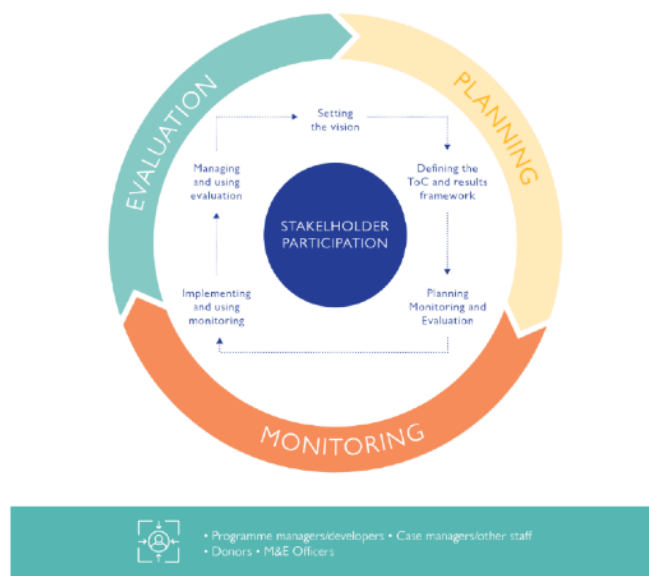 EVALUATION
PLANNING
Setting
the vision
Managing
and using
evaluation
Defining the
ToC and results
framework
STAKELHOLDER
PARTICIPATION
Implementing
and using
monitoring
Planning
Monitoring and
Evaluation
MONITORING
• Programme managers/developers • Case managers/other staff
• Donors • M&E Officers